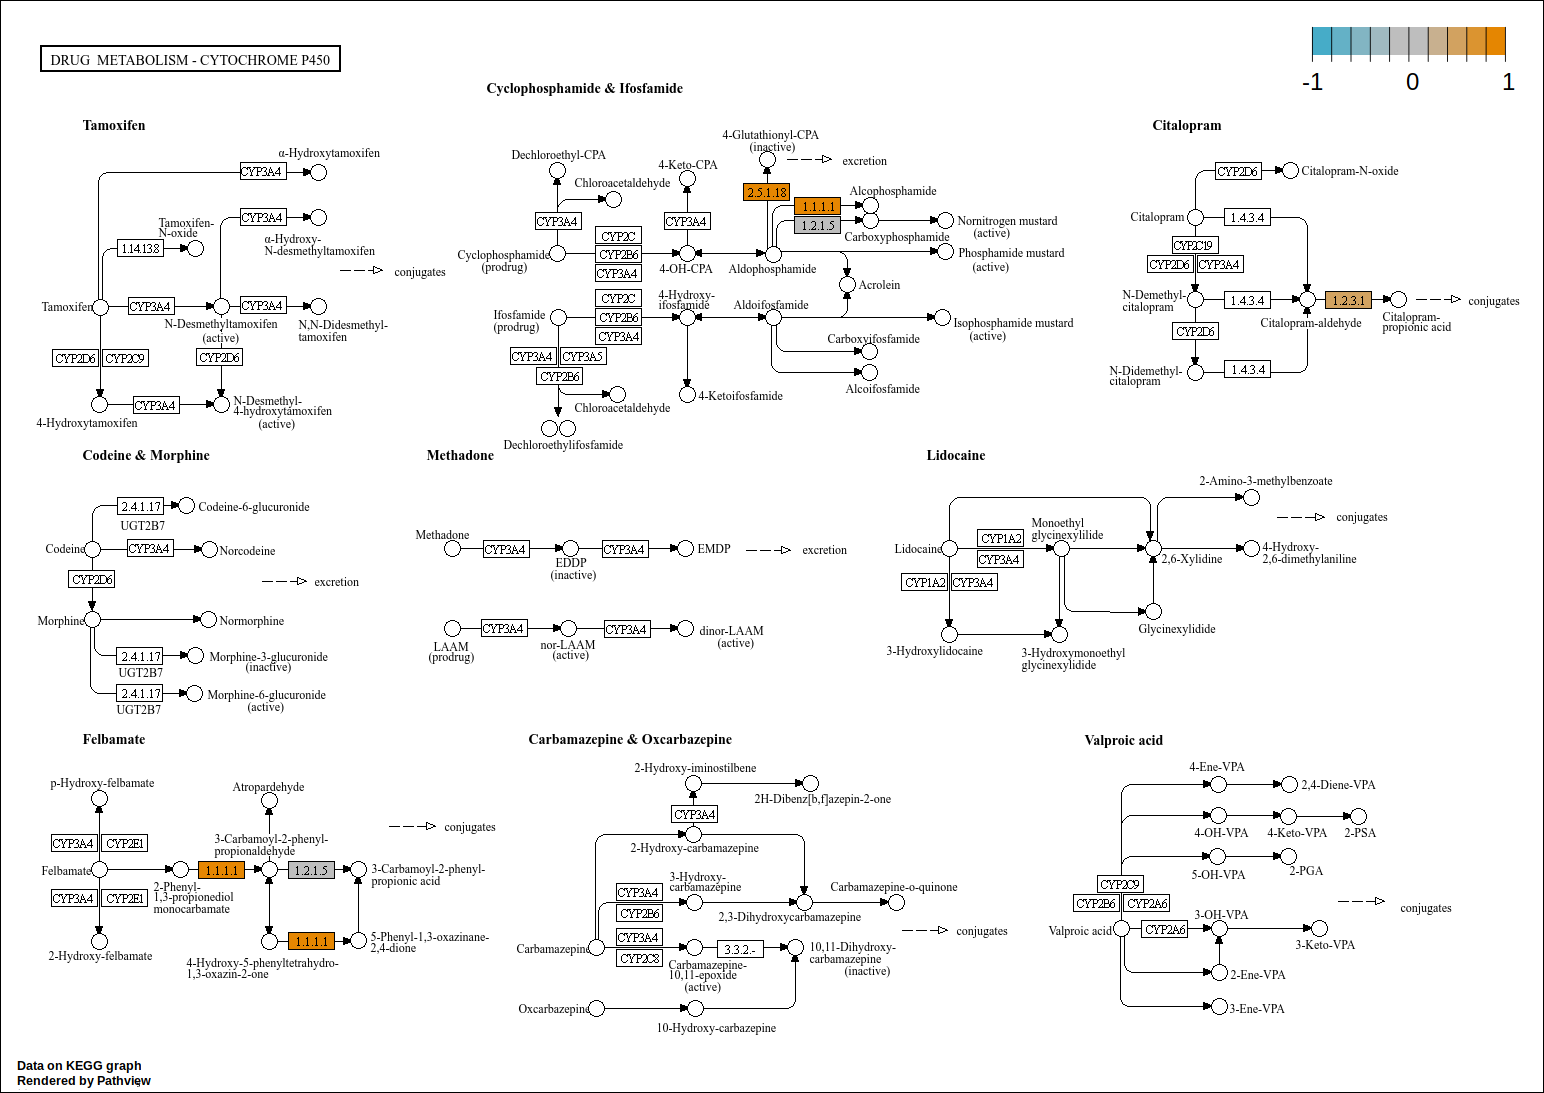 DRUG METABOLISM - CYTOCHROME P450
-1
0
1
Cyclophosphamide & Ifosfamide
Tamoxifen
α-Hydroxytamoxifen
CYP3A4
CYP3A4
Tamoxifen-
N-oxide
1.14.13.8
α-Hydroxy-
N-desmethyltamoxifen
conjugates
Tamoxifen
CYP3A4
CYP3A4
N-Desmethyltamoxifen
(active)
N,N-Didesmethyl-
tamoxifen
CYP2D6
CYP2C9
CYP2D6
CYP3A4
N-Desmethyl-
4-hydroxytamoxifen
(active)
4-Hydroxytamoxifen
4-Glutathionyl-CPA
(inactive)
excretion
Dechloroethyl-CPA
4-Keto-CPA
Chloroacetaldehyde
2.5.1.18
Alcophosphamide
1.1.1.1
1.2.1.5
CYP3A4
CYP3A4
Nornitrogen mustard
(active)
Carboxyphosphamide
CYP2C
CYP2B6
CYP3A4
Cyclophosphamide
(prodrug)
4-OH-CPA
Aldophosphamide
Phosphamide mustard
(active)
Acrolein
CYP2C
CYP2B6
CYP3A4
4-Hydroxy-
ifosfamide
Aldoifosfamide
Ifosfamide
(prodrug)
Isophosphamide mustard
(active)
Carboxyifosfamide
CYP3A4
CYP3A5
CYP2B6
Alcoifosfamide
4-Ketoifosfamide
Chloroacetaldehyde
Dechloroethylifosfamide
Citalopram
CYP2D6
Citalopram-N-oxide
Citalopram
1.4.3.4
CYP2C19
CYP2D6
CYP3A4
N-Demethyl-
citalopram
1.4.3.4
1.2.3.1
conjugates
Citalopram-aldehyde
Citalopram-
propionic acid
CYP2D6
N-Didemethyl-
citalopram
1.4.3.4
Codeine & Morphine
2.4.1.17
UGT2B7
Codeine-6-glucuronide
Codeine
CYP3A4
Norcodeine
CYP2D6
excretion
Morphine
Normorphine
2.4.1.17
UGT2B7
Morphine-3-glucuronide
(inactive)
2.4.1.17
UGT2B7
Morphine-6-glucuronide
(active)
Methadone
Methadone
CYP3A4
EDDP
(inactive)
CYP3A4
EMDP
excretion
LAAM
(prodrug)
CYP3A4
nor-LAAM
(active)
CYP3A4
dinor-LAAM
(active)
Lidocaine
2-Amino-3-methylbenzoate
conjugates
Lidocaine
CYP1A2
CYP3A4
Monoethyl
glycinexylilide
2,6-Xylidine
4-Hydroxy-
2,6-dimethylaniline
CYP1A2
CYP3A4
Glycinexylidide
3-Hydroxylidocaine
3-Hydroxymonoethyl
glycinexylidide
Felbamate
p-Hydroxy-felbamate
Atropardehyde
conjugates
CYP3A4
CYP2E1
3-Carbamoyl-2-phenyl-
propionaldehyde
Felbamate
1.1.1.1
1.2.1.5
3-Carbamoyl-2-phenyl-
propionic acid
2-Phenyl-
1,3-propionediol
monocarbamate
CYP3A4
CYP2E1
1.1.1.1
5-Phenyl-1,3-oxazinane-
2,4-dione
2-Hydroxy-felbamate
4-Hydroxy-5-phenyltetrahydro-
1,3-oxazin-2-one
Carbamazepine & Oxcarbazepine
2-Hydroxy-iminostilbene
2H-Dibenz[b,f]azepin-2-one
CYP3A4
2-Hydroxy-carbamazepine
3-Hydroxy-
carbamazepine
CYP3A4
CYP2B6
Carbamazepine-o-quinone
2,3-Dihydroxycarbamazepine
conjugates
Carbamazepine
CYP3A4
CYP2C8
Carbamazepine-
10,11-epoxide
(active)
3.3.2.-
10,11-Dihydroxy-
carbamazepine
(inactive)
Oxcarbazepine
10-Hydroxy-carbazepine
Valproic acid
4-Ene-VPA
2,4-Diene-VPA
4-OH-VPA
4-Keto-VPA
2-PSA
5-OH-VPA
2-PGA
CYP2C9
CYP2B6
CYP2A6
conjugates
Valproic acid
CYP2A6
3-OH-VPA
3-Keto-VPA
2-Ene-VPA
3-Ene-VPA
Data on KEGG graph
Rendered by Pathview